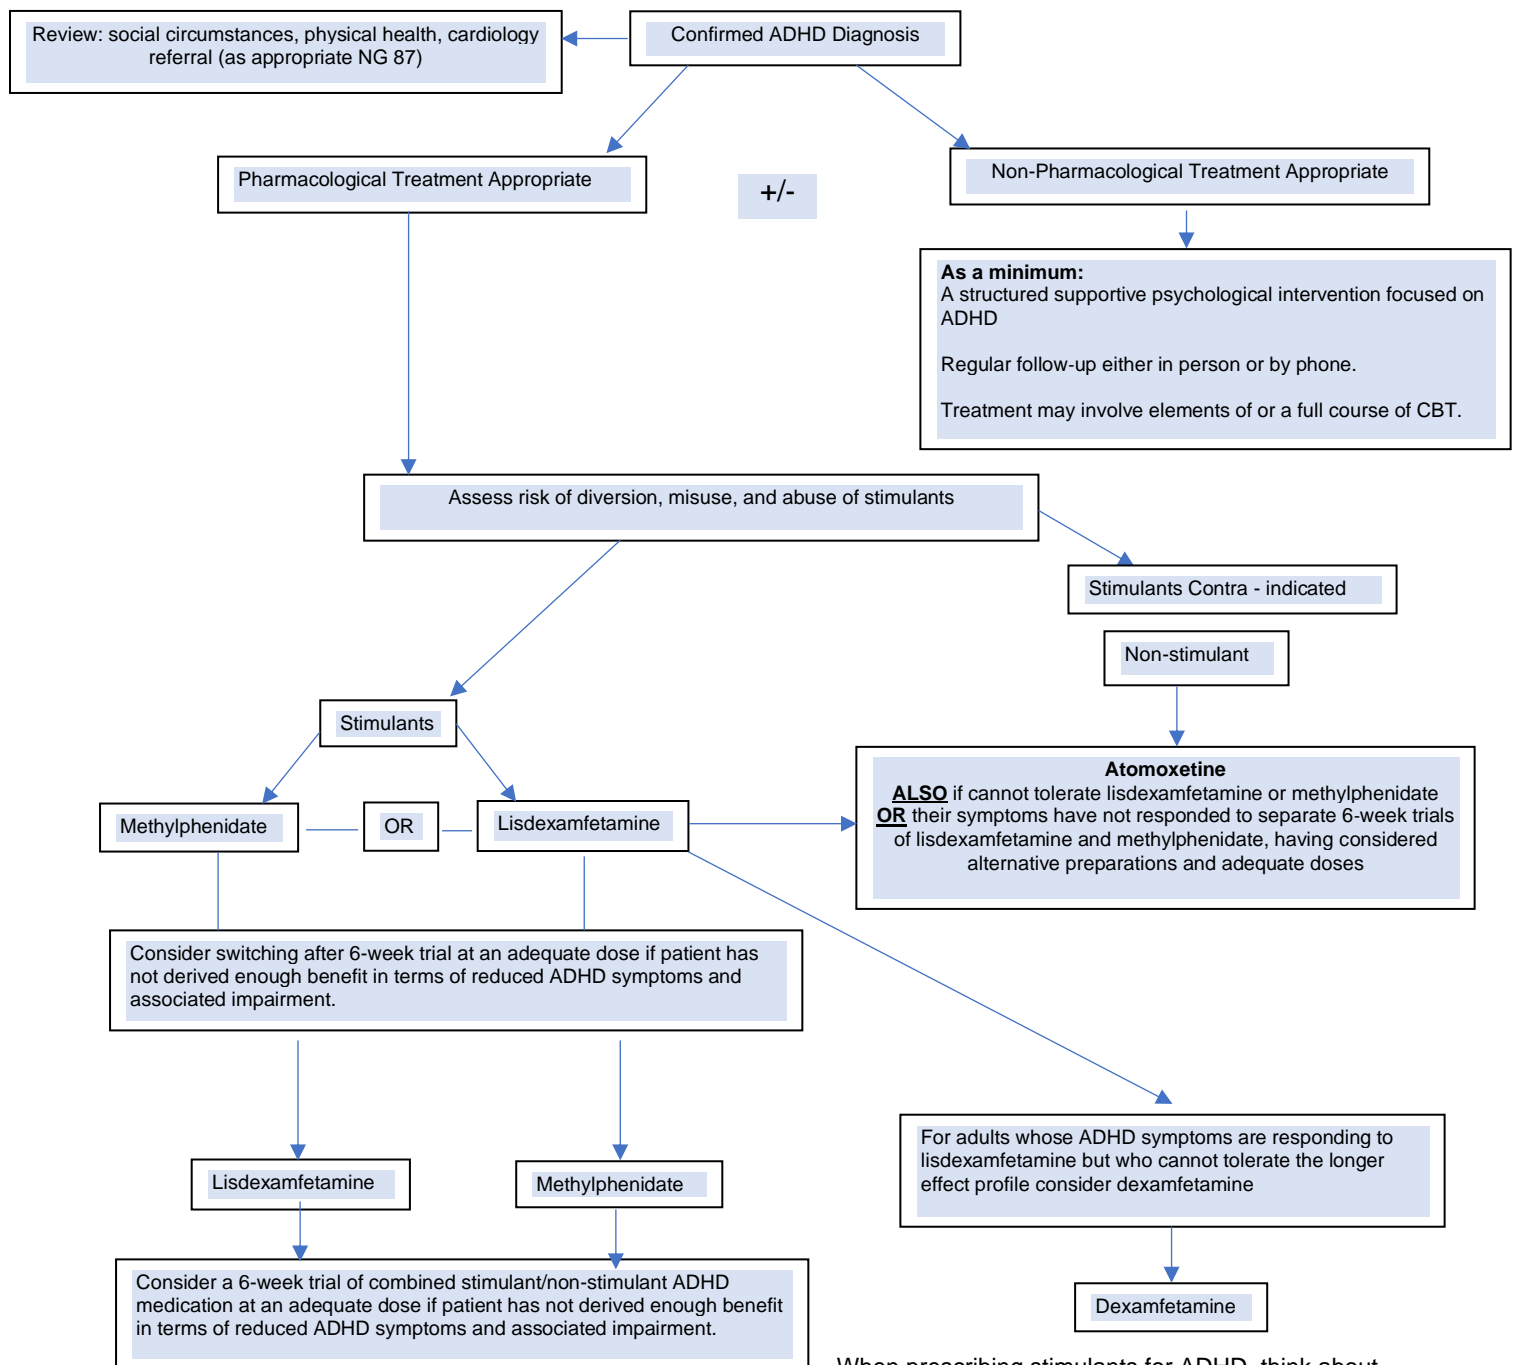 Review: social circumstances, physical health, cardiology
referral (as appropriate NG 87)
Confirmed ADHD Diagnosis
Pharmacological Treatment Appropriate
+/-
Non-Pharmacological Treatment Appropriate
As a minimum:
A structured supportive psychological intervention focused on
ADHD
Regular follow-up either in person or by phone.
Treatment may involve elements of or a full course of CBT.
Assess risk of diversion, misuse, and abuse of stimulants
Stimulants Contra - indicated
Non-stimulant
Stimulants
Atomoxetine
ALSO if cannot tolerate lisdexamfetamine or methylphenidate
OR their symptoms have not responded to separate 6-week trials
of lisdexamfetamine and methylphenidate, having considered
alternative preparations and adequate doses
Methylphenidate
OR
Lisdexamfetamine
Consider switching after 6-week trial at an adequate dose if patient has
not derived enough benefit in terms of reduced ADHD symptoms and
associated impairment.
For adults whose ADHD symptoms are responding to
lisdexamfetamine but who cannot tolerate the longer
effect profile consider dexamfetamine
Lisdexamfetamine
Methylphenidate
Consider a 6-week trial of combined stimulant/non-stimulant ADHD
medication at an adequate dose if patient has not derived enough benefit
in terms of reduced ADHD symptoms and associated impairment.
Dexamfetamine
When prescribing stimulants for ADHD, think about